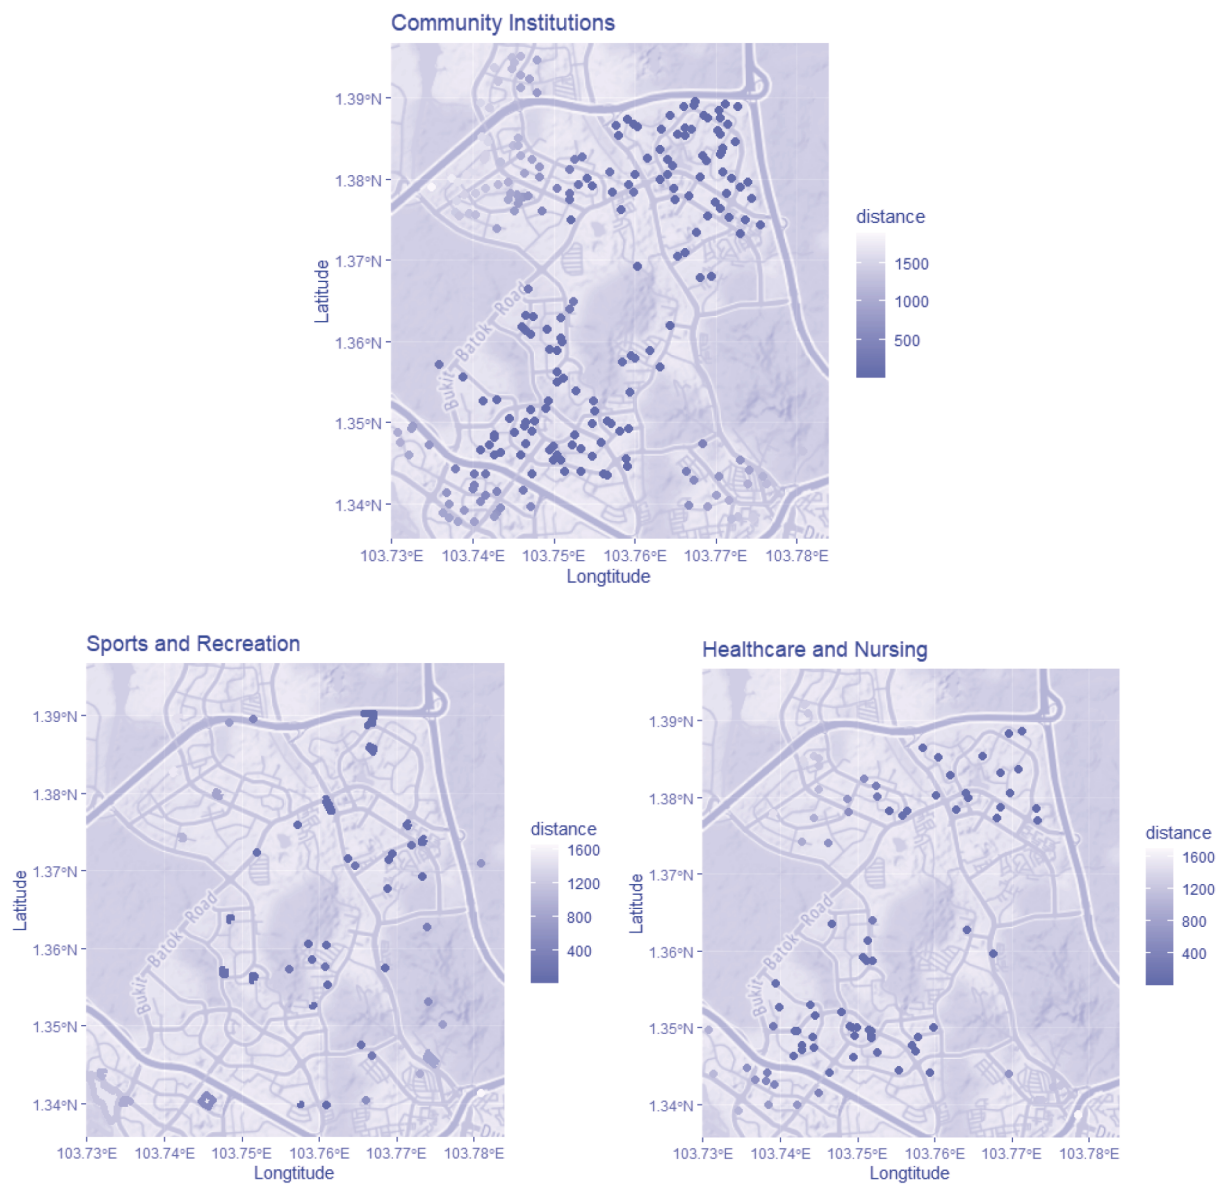 Community Institutions
1.39°N
1.38°N
1.37°N
1.36°N
1.35°N
1.34°N
Latitude
Bukit Batok Road
103.73°E 103.74°E 103.75°E 103.76°E 103.77°E 103.78°E
Longtitude
distance
1500
1000
500
Sports and Recreation
1.39°N
1.38°N
1.37°N
1.36°N
1.35°N
1.34°N
Latitude
Bukit Batok Road
103.73°E 103.74°E 103.75°E 103.76°E 103.77°E 103.78°E
Longtitude
distance
1600
1200
800
400
Healthcare and Nursing
1.39°N
1.38°N
1.37°N
1.36°N
1.35°N
1.34°N
Latitude
Bukit Batok Road
103.73°E 103.74°E 103.75°E 103.76°E 103.77°E 103.78°E
Longtitude
distance
1600
1200
800
400